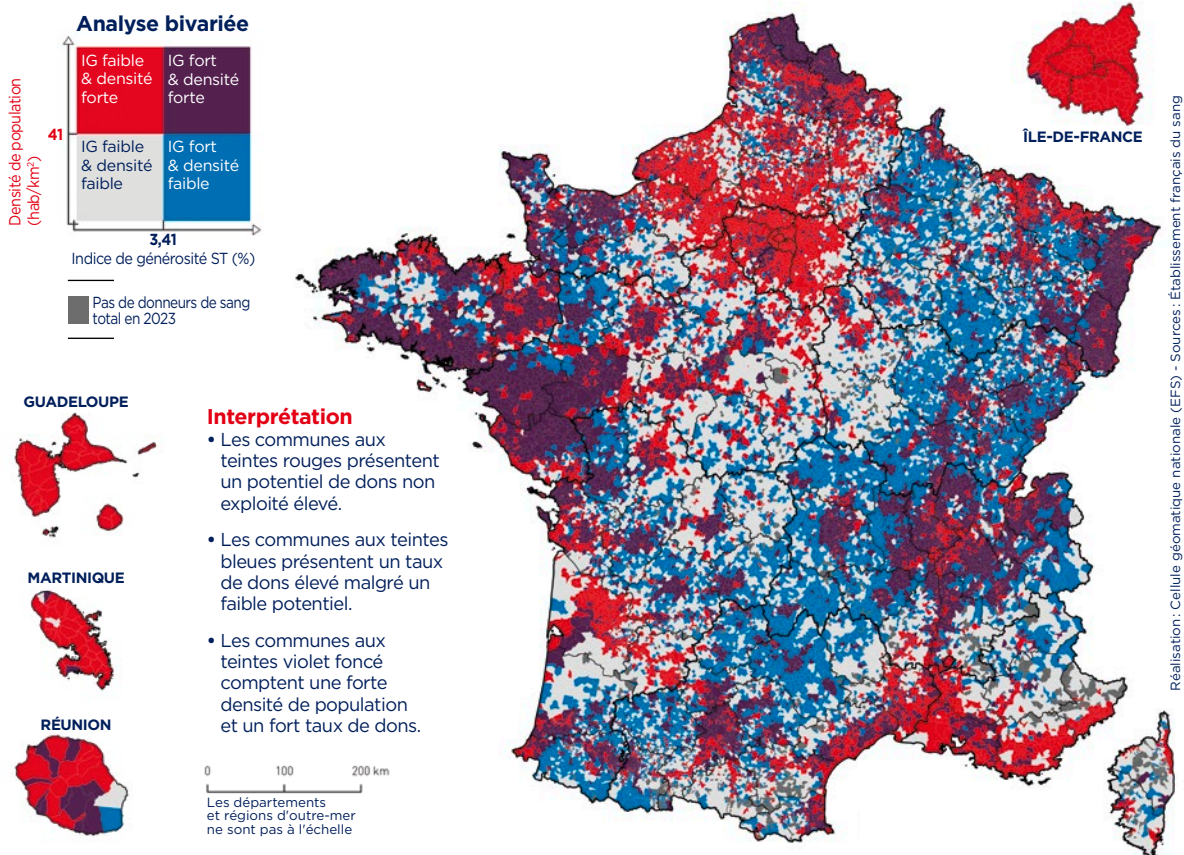 Analyse bivariée
IG faible
& densité
forte
IG fort
& densité
forte
IG faible
& densité
faible
IG fort
& densité
faible
Densité de population
(hab/km²)
41
3,41
Indice de générosité ST (%)
Pas de donneurs de sang
total en 2023
ÎLE-DE-FRANCE
GUADELOUPE
MARTINIQUE
RÉUNION
Interprétation
• Les communes aux
teintes rouges présentent
un potentiel de dons non
exploité élevé.
• Les communes aux teintes
bleues présentent un taux
de dons élevé malgré un
faible potentiel.
• Les communes aux
teintes violet foncé
comptent une forte
densité de population
et un fort taux de dons.
0 100 200 km
Les départements
et régions d'outre-mer
ne sont pas à l'échelle
Réalisation : Cellule géomatique nationale (EFS) - Sources : Établissement français du sang